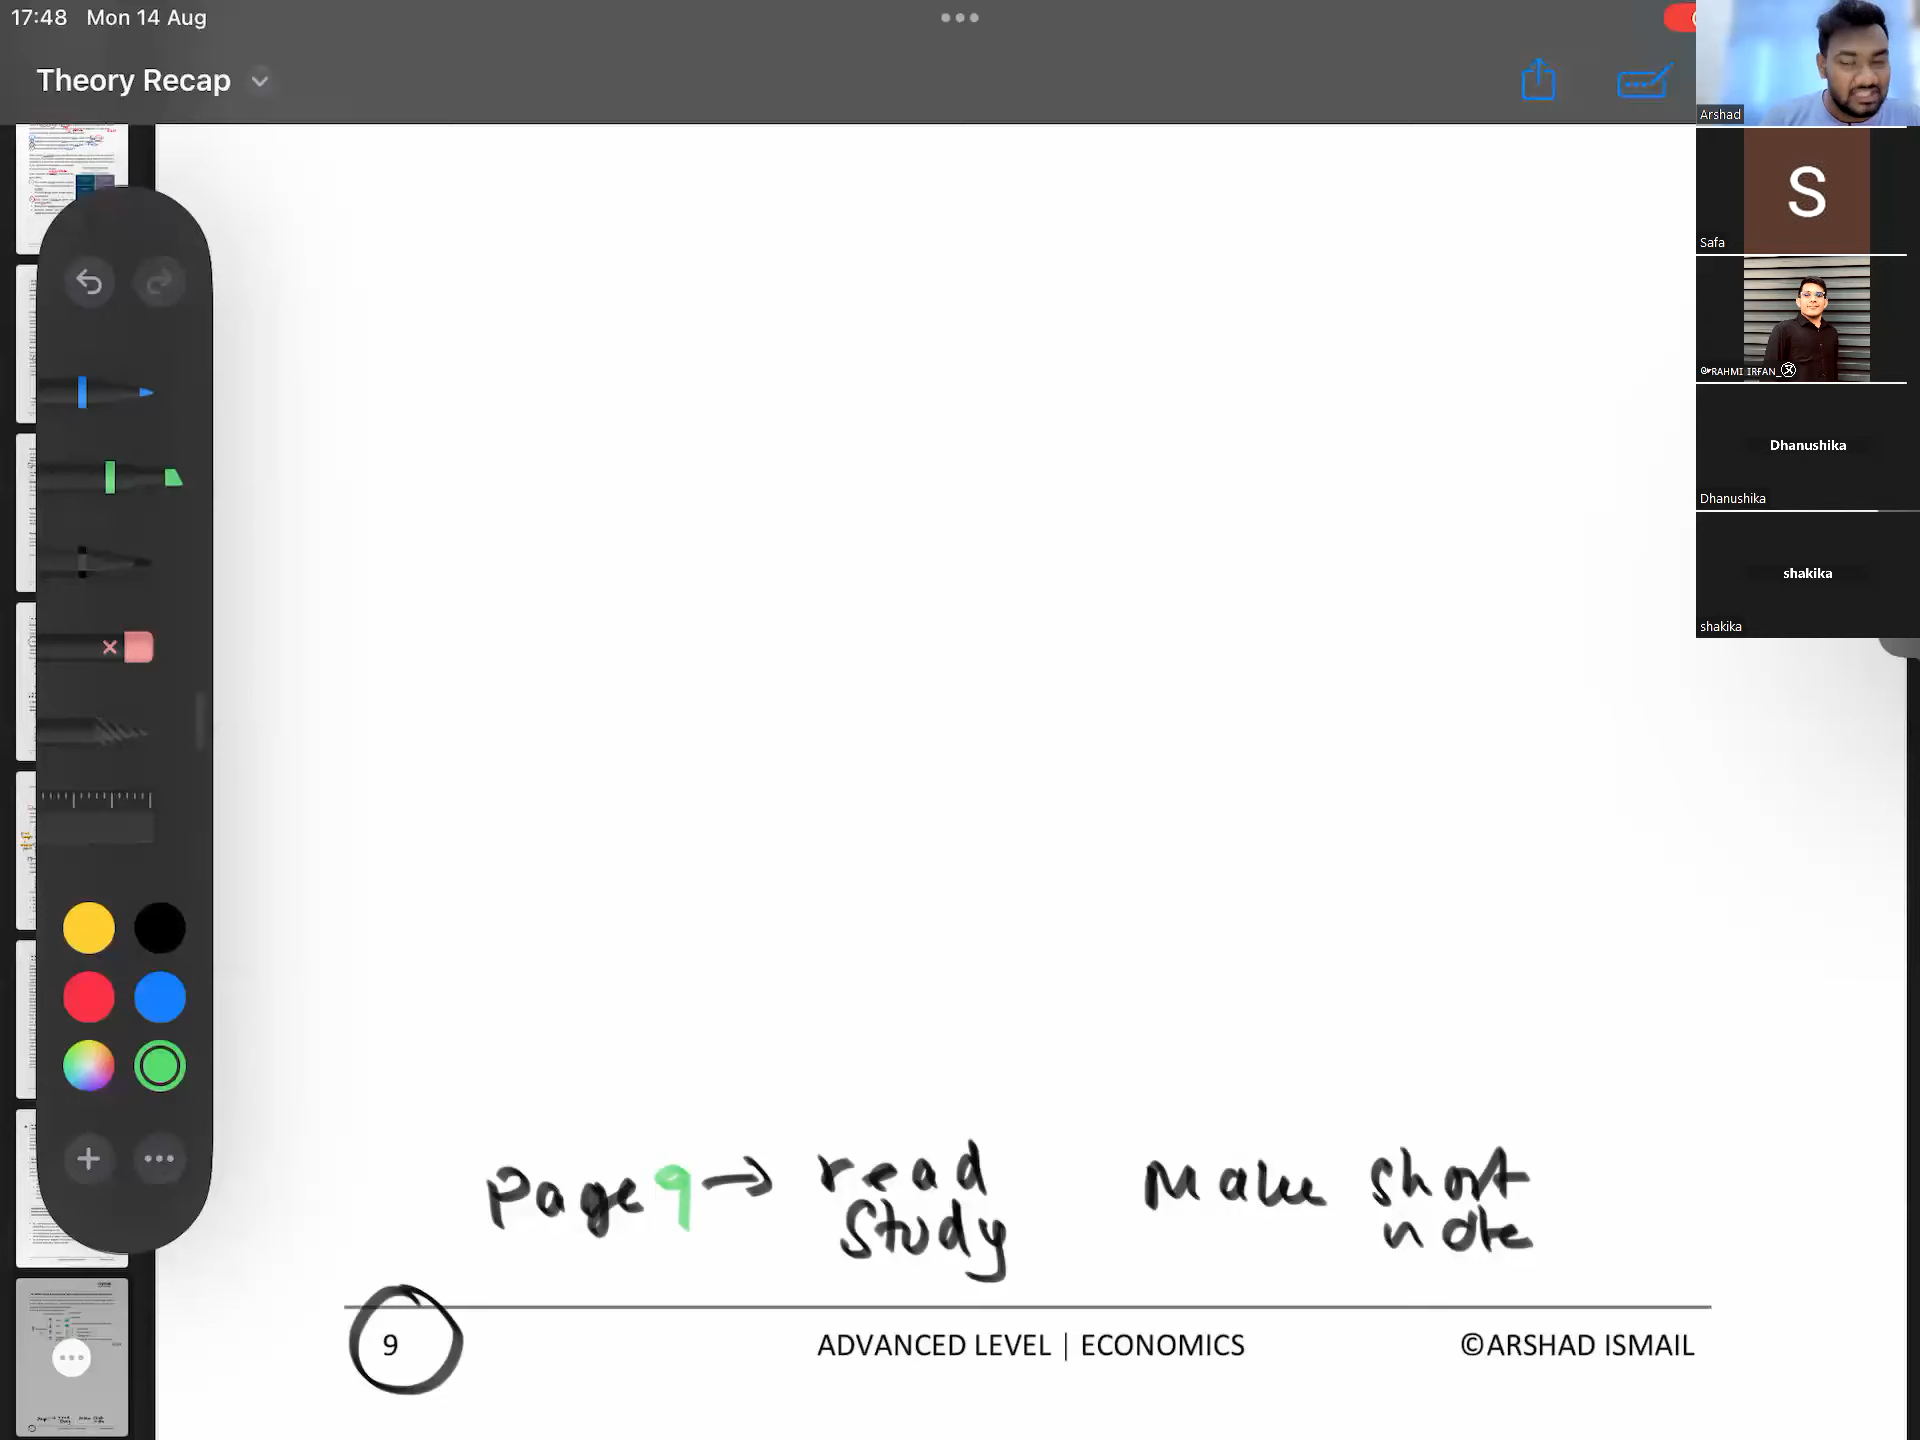 17:48 Mon 14 Aug
Theory Recap
Arshad
S
Safa
RAHMI IRFAN_
Dhanushika
Dhanushika
shakika
shakika
Page 9 → read Make short
Study note
9 ADVANCED LEVEL | ECONOMICS ©ARSHAD ISMAIL